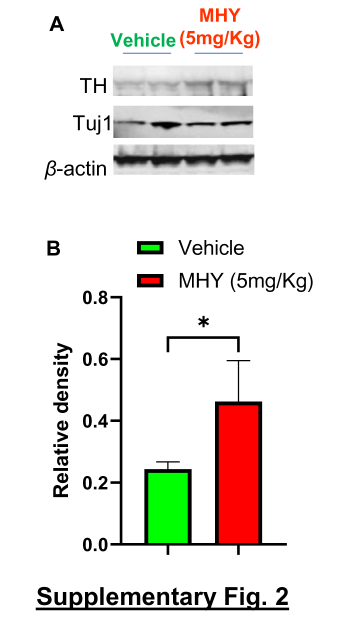 A
Vehicle
MHY
(5mg/Kg)
TH
Tuj1
β-actin
B
Vehicle
MHY (5mg/Kg)
Relative density
0.8
0.6
0.4
0.2
0.0
*
Supplementary Fig. 2